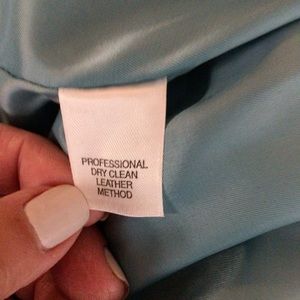 PROFESSIONAL
DRY CLEAN
LEATHER
METHOD